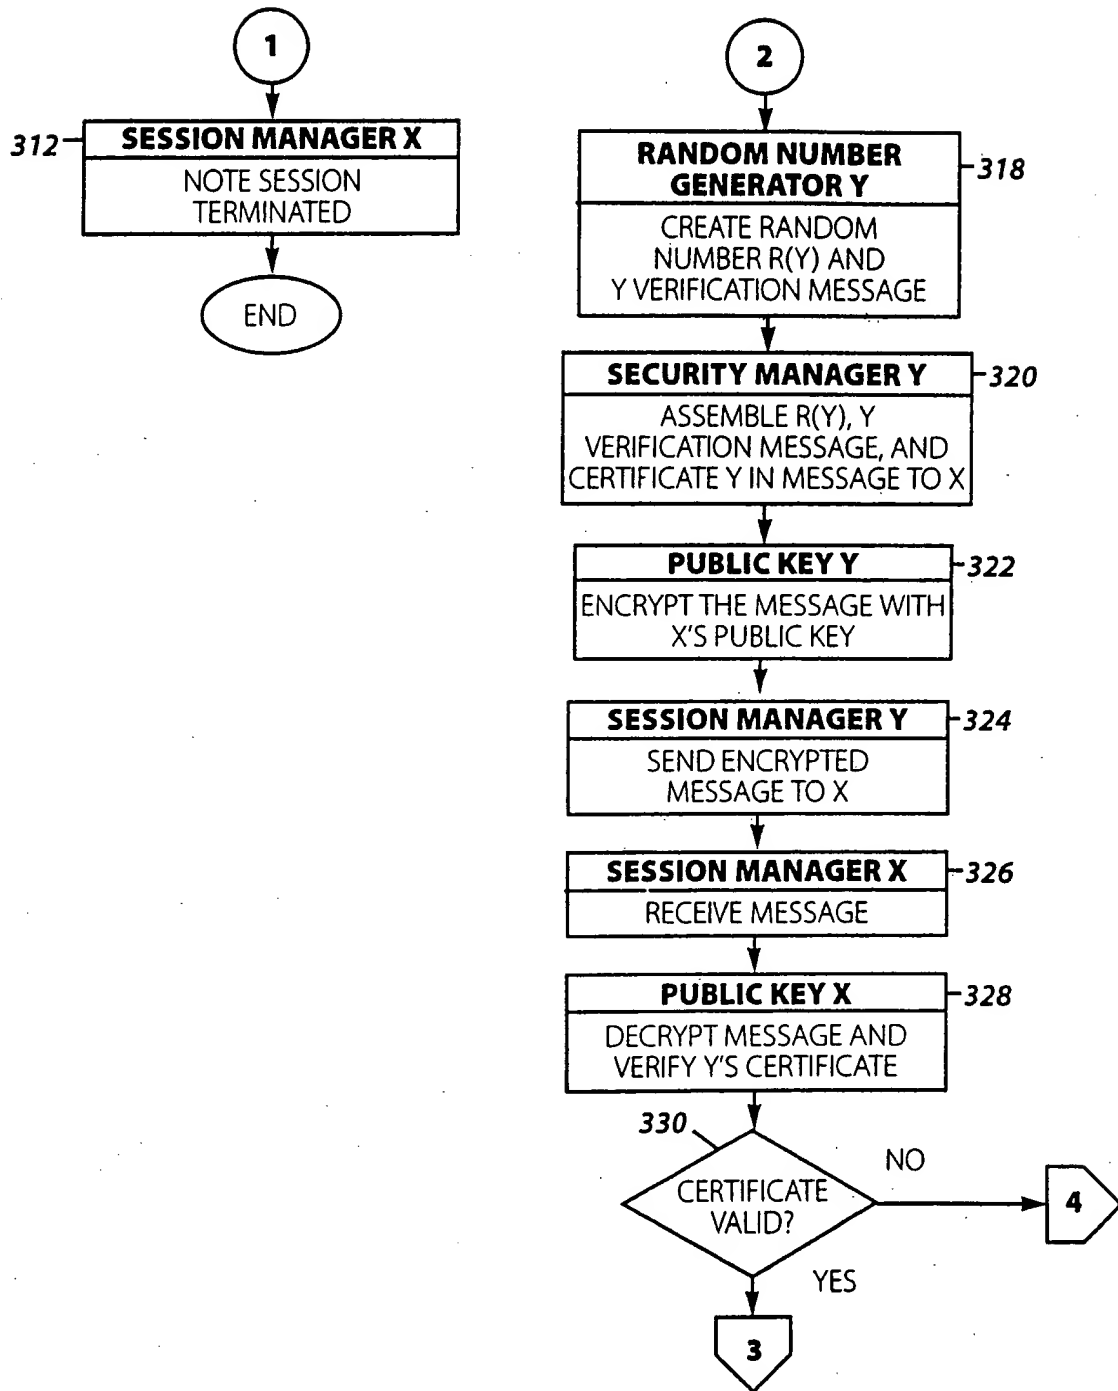 1
312
SESSION MANAGER X
NOTE SESSION
TERMINATED
END
2
RANDOM NUMBER
GENERATOR Y
318
CREATE RANDOM
NUMBER R(Y) AND
Y VERIFICATION MESSAGE
SECURITY MANAGER Y
320
ASSEMBLE R(Y), Y
VERIFICATION MESSAGE, AND
CERTIFICATE Y IN MESSAGE TO X
PUBLIC KEY Y
322
ENCRYPT THE MESSAGE WITH
X'S PUBLIC KEY
SESSION MANAGER Y
324
SEND ENCRYPTED
MESSAGE TO X
SESSION MANAGER X
326
RECEIVE MESSAGE
PUBLIC KEY X
328
DECRYPT MESSAGE AND
VERIFY Y'S CERTIFICATE
330
CERTIFICATE
VALID?
NO
4
YES
3